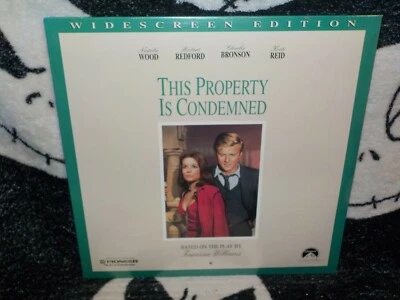 WIDESCREEN EDITION
Natalie Robert Charles Kate
WOOD REDFORD BRONSON REID
THIS PROPERTY
IS CONDEMNED
BASED ON THE PLAY BY
Tennessee Williams
PIONEER